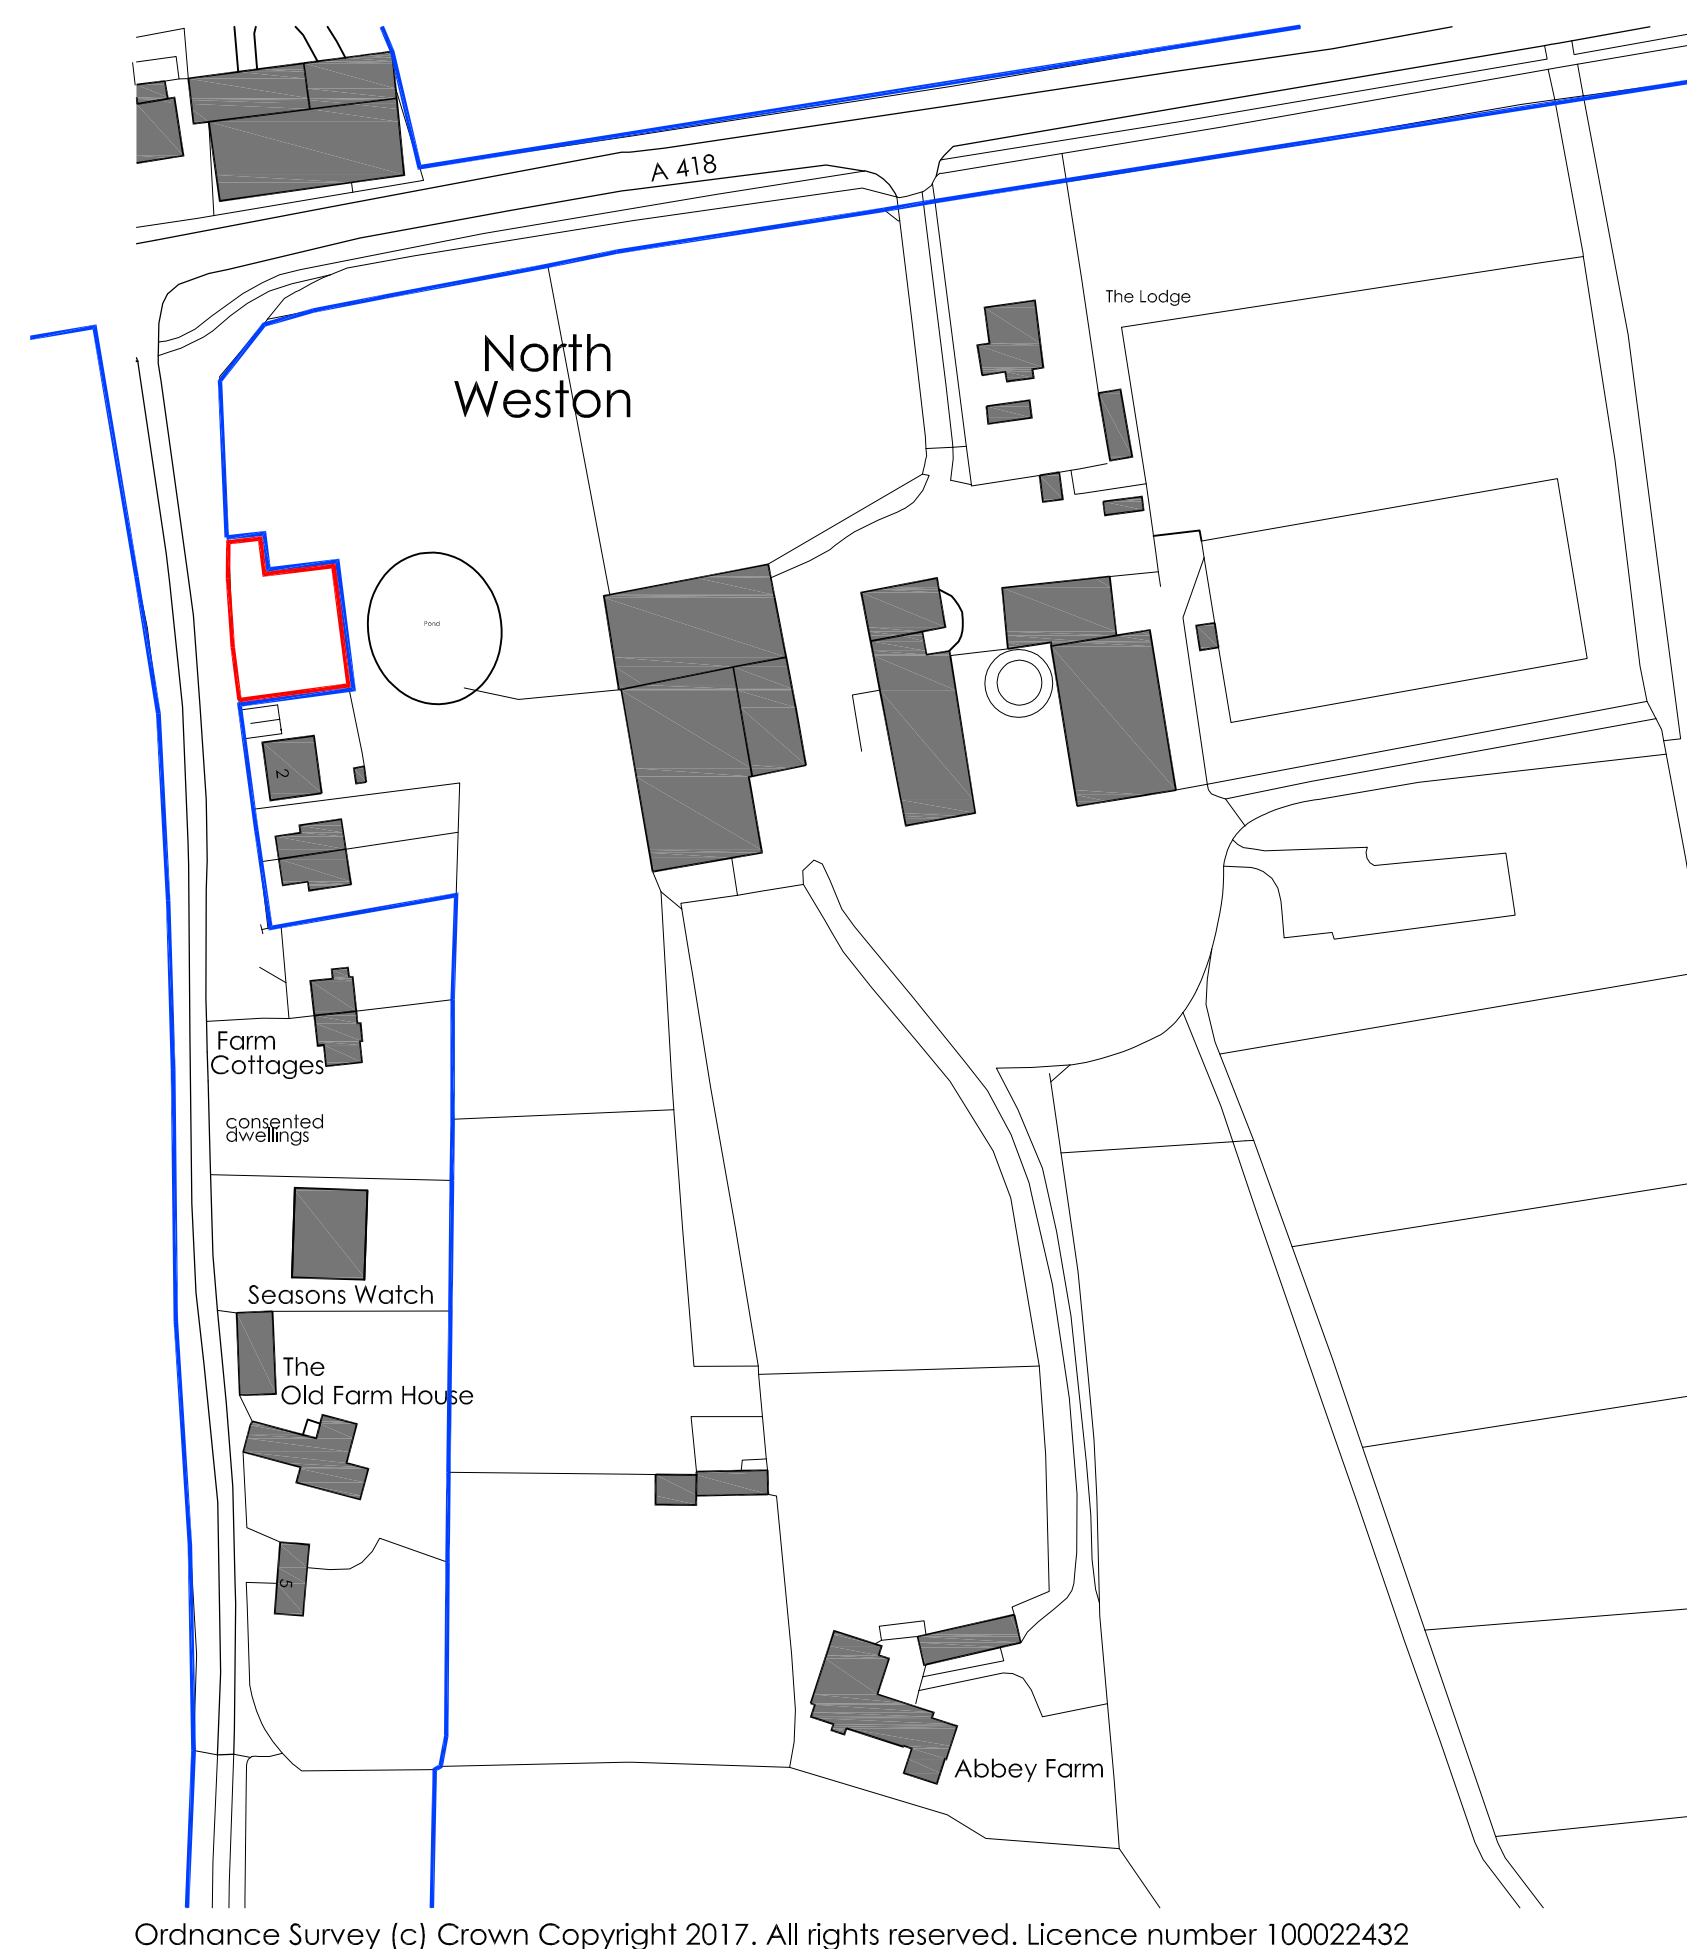 A 418
The Lodge
North
Weston
Pond
2
Farm
Cottages
consented
dwellings
Seasons Watch
The
Old Farm House
5
Abbey Farm
Ordnance Survey (c) Crown Copyright 2017. All rights reserved. Licence number 100022432